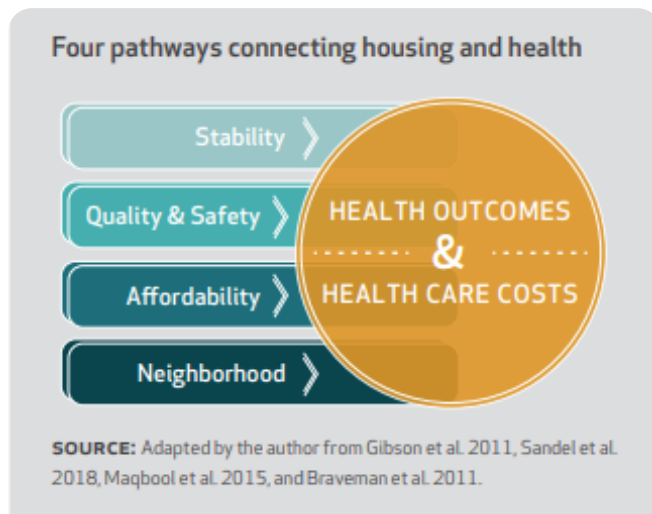 Four pathways connecting housing and health
Stability
Quality & Safety
Affordability
Neighborhood
HEALTH OUTCOMES
&
HEALTH CARE COSTS
SOURCE: Adapted by the author from Gibson et al. 2011, Sandel et al.
2018, Maqbool et al. 2015, and Braveman et al. 2011.